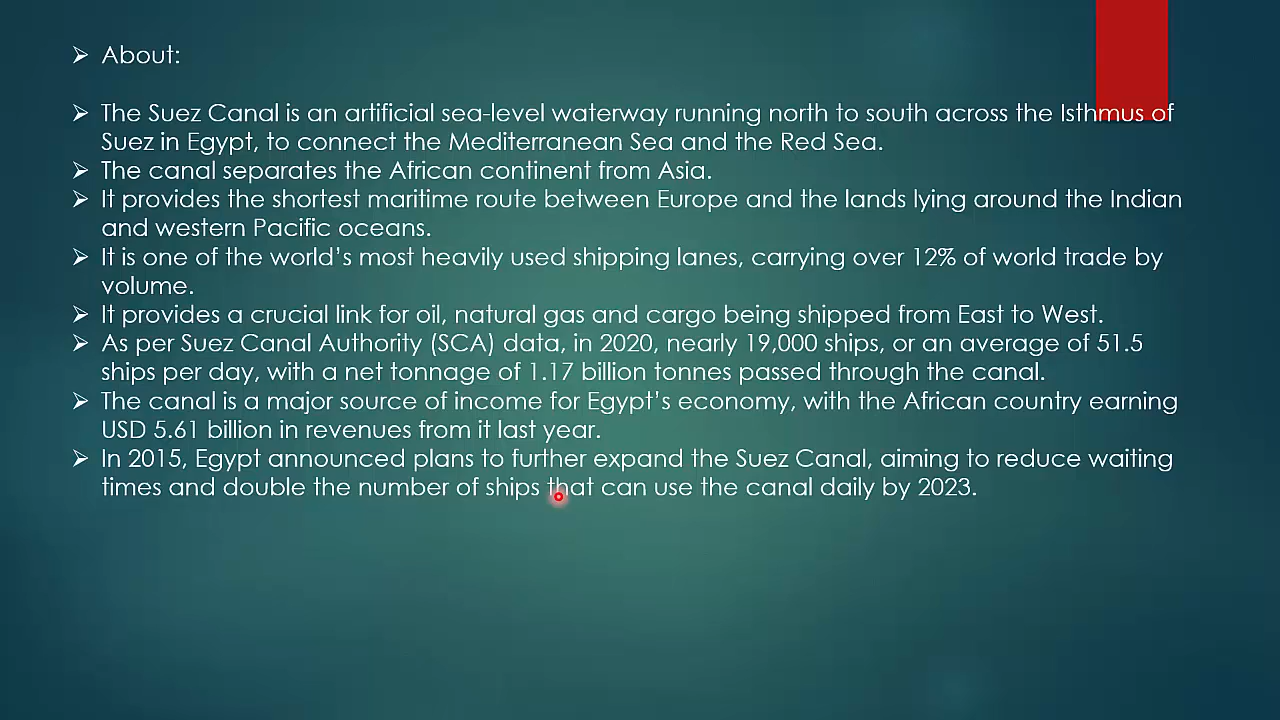 ➢ About:
➢ The Suez Canal is an artificial sea-level waterway running north to south across the Isthmus of
Suez in Egypt, to connect the Mediterranean Sea and the Red Sea.
➢ The canal separates the African continent from Asia.
➢ It provides the shortest maritime route between Europe and the lands lying around the Indian
and western Pacific oceans.
➢ It is one of the world’s most heavily used shipping lanes, carrying over 12% of world trade by
volume.
➢ It provides a crucial link for oil, natural gas and cargo being shipped from East to West.
➢ As per Suez Canal Authority (SCA) data, in 2020, nearly 19,000 ships, or an average of 51.5
ships per day, with a net tonnage of 1.17 billion tonnes passed through the canal.
➢ The canal is a major source of income for Egypt’s economy, with the African country earning
USD 5.61 billion in revenues from it last year.
➢ In 2015, Egypt announced plans to further expand the Suez Canal, aiming to reduce waiting
times and double the number of ships that can use the canal daily by 2023.